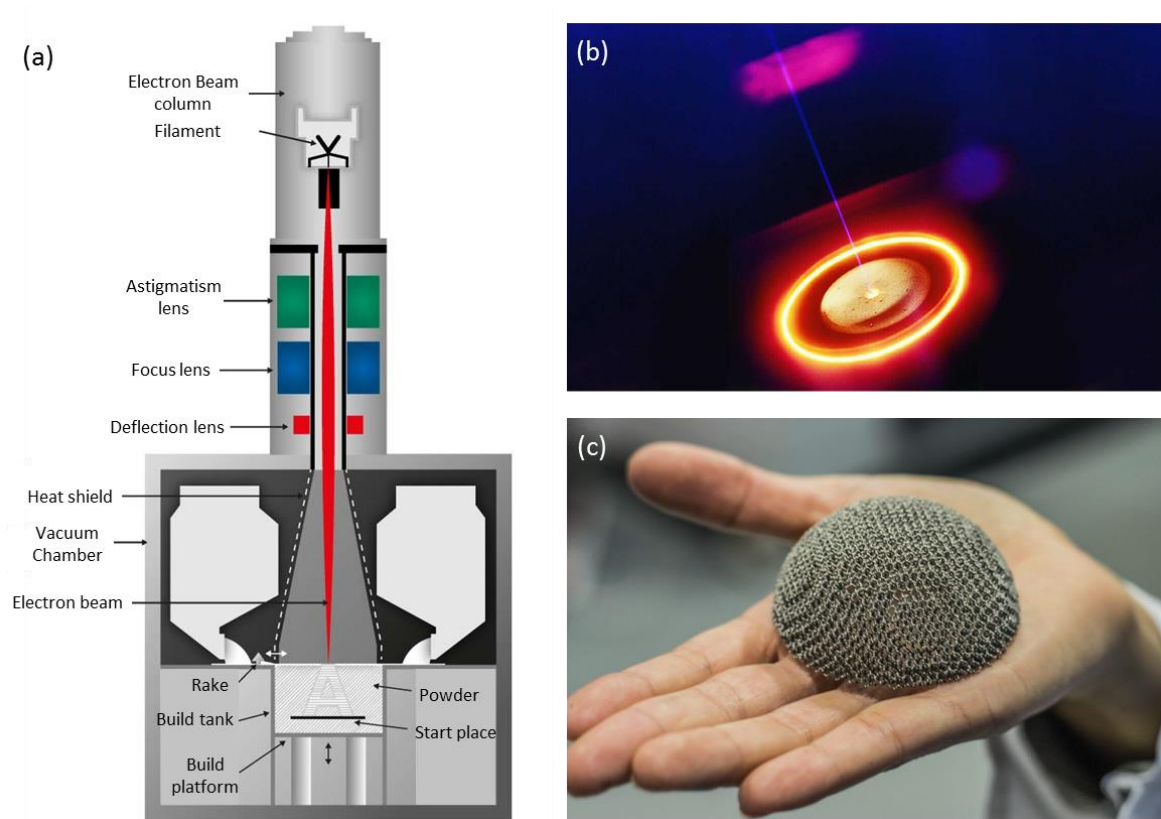 (a)
Electron Beam
column
Filament
Astigmatism
lens
Focus lens
Deflection lens
Heat shield
Vacuum
Chamber
Electron beam
Rake
Powder
Build tank
Start place
Build
platform
A
(b)
(c)